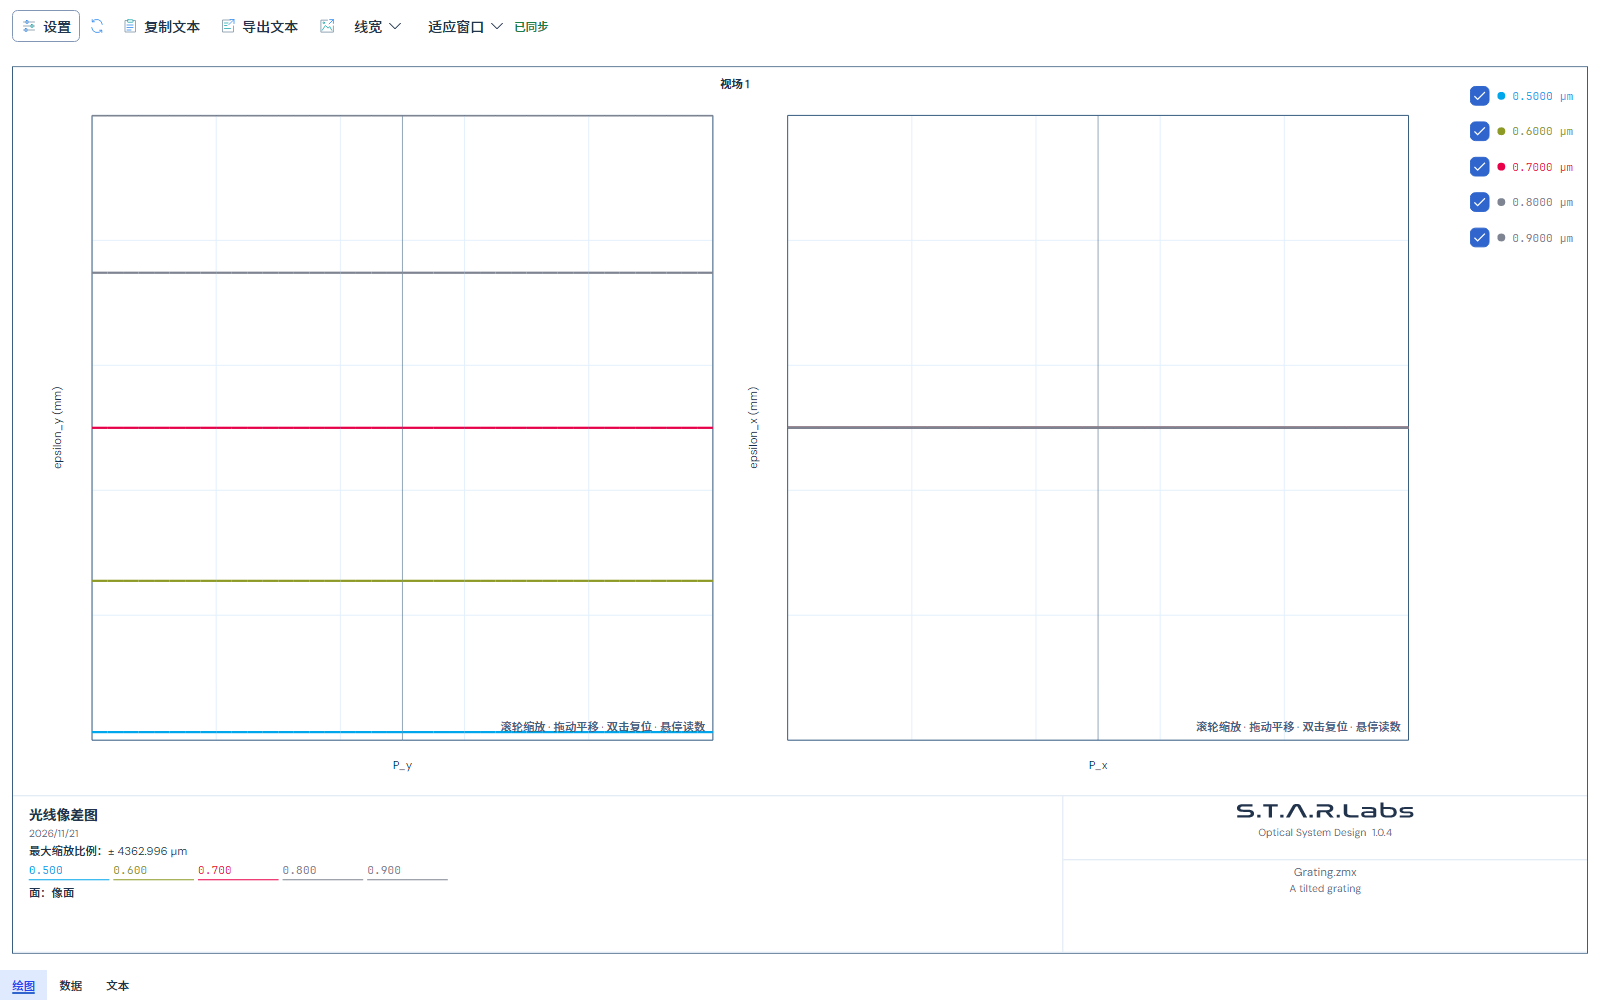 设置 复制文本 导出文本 线宽 适应窗口 已同步
视场 1
0.5000 µm
0.6000 µm
0.7000 µm
0.8000 µm
0.9000 µm
epsilon_y (mm)
滚轮缩放 · 拖动平移 · 双击复位 · 悬停读数
P_y
epsilon_x (mm)
滚轮缩放 · 拖动平移 · 双击复位 · 悬停读数
P_x
光线像差图
2026/11/21
最大缩放比例：± 4362.996 µm
0.500 0.600 0.700 0.800 0.900
面：像面
S.T.A.R.Labs
Optical System Design 1.0.4
Grating.zmx
A tilted grating
绘图 数据 文本